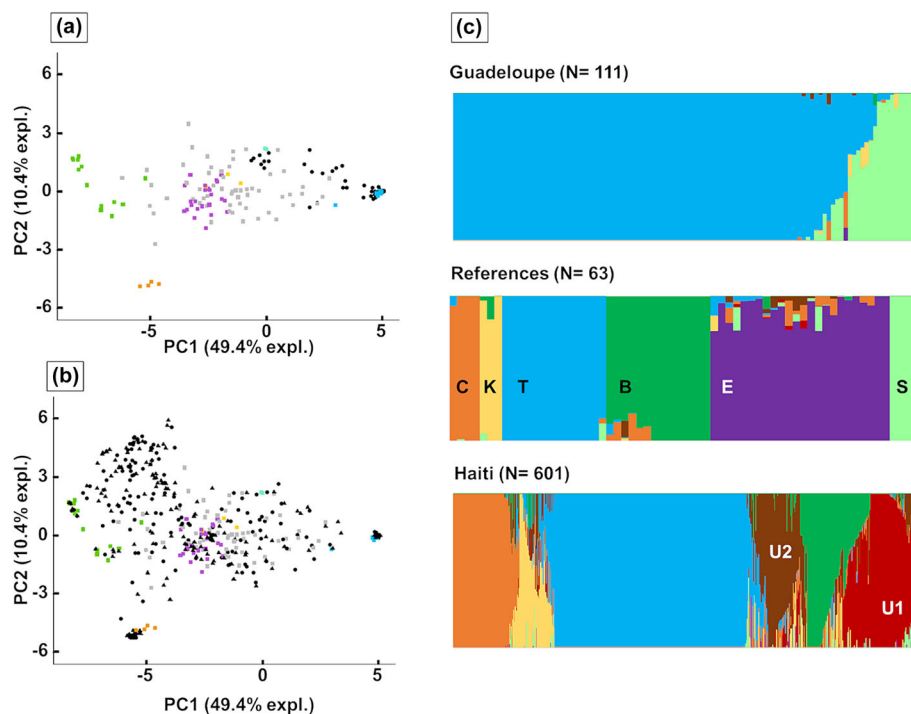 (a)
6
3
0
-3
-6
PC2 (10.4% expl.)
-5
0
5
PC1 (49.4% expl.)
(b)
6
3
0
-3
-6
PC2 (10.4% expl.)
-5
0
5
PC1 (49.4% expl.)
(c)
Guadeloupe (N= 111)
References (N= 63)
C K T B E S
Haiti (N= 601)
U2
U1